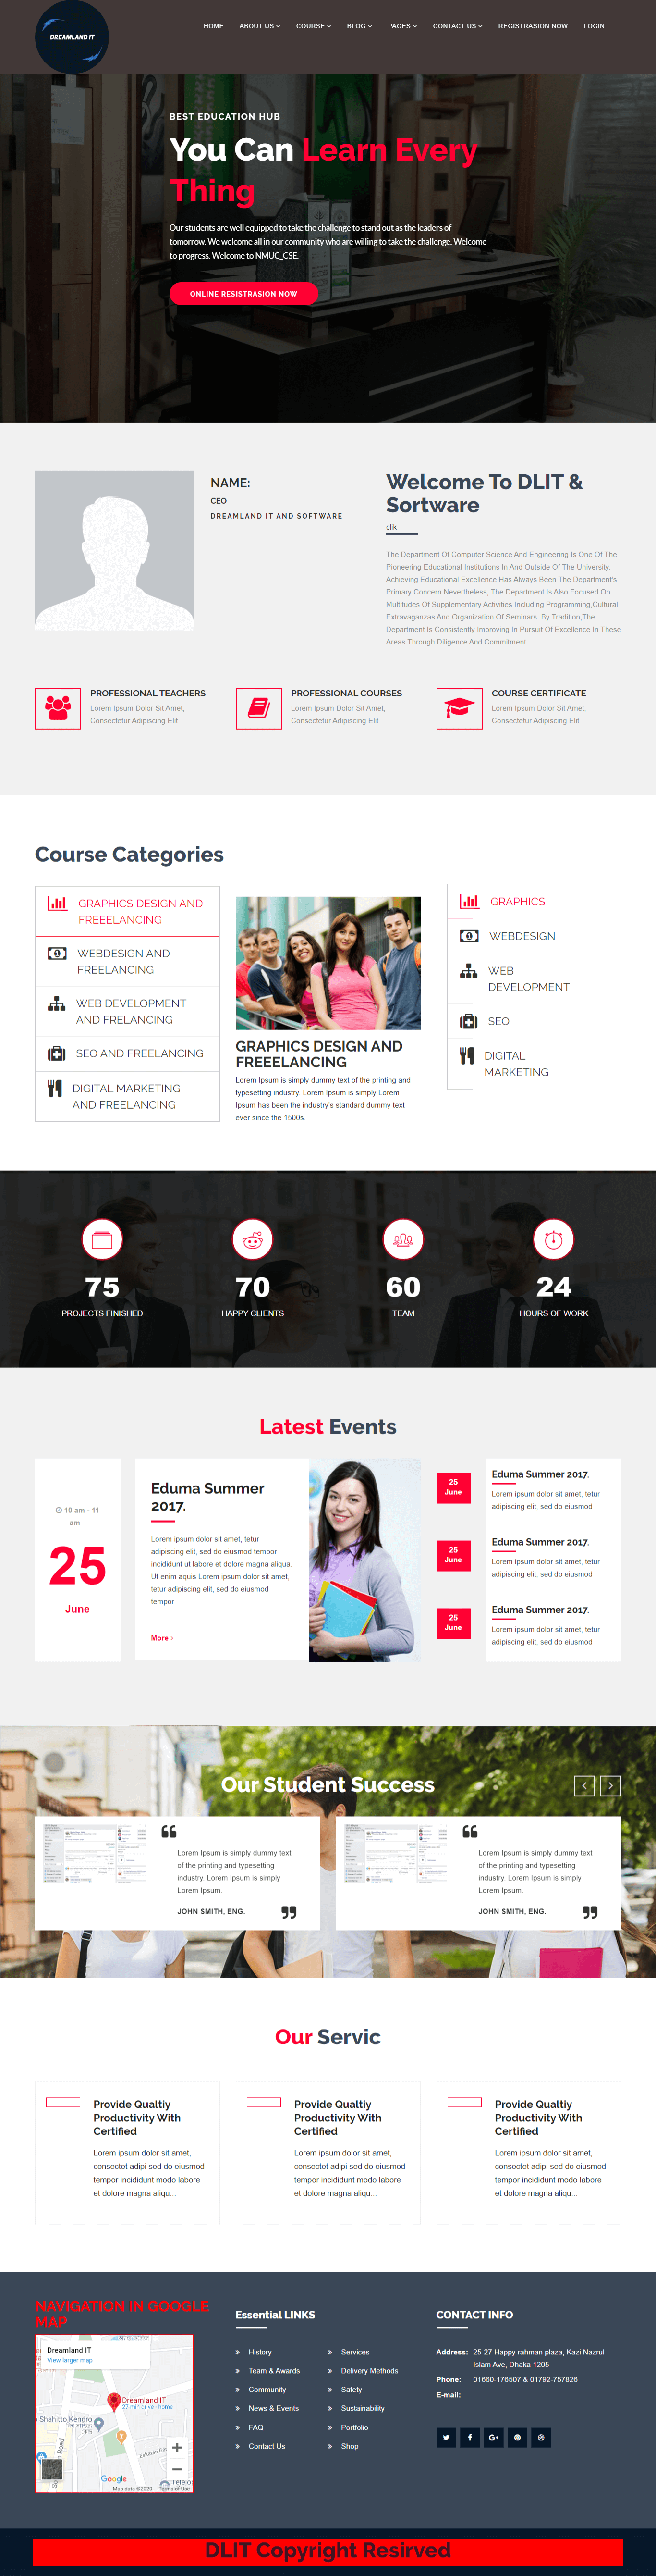 DREAMLAND IT
HOME ABOUT US COURSE BLOG PAGES CONTACT US REGISTRASION NOW LOGIN
BEST EDUCATION HUB
You Can Learn Every
Thing
Our students are well equipped to take the challenge to stand out as the leaders of
tomorrow. We welcome all in our community who are willing to take the challenge. Welcome
to progress. Welcome to NMUC_CSE.
ONLINE RESISTRASION NOW
NAME:
CEO
DREAMLAND IT AND SOFTWARE
Welcome To DLIT &
Sortware
clik
The Department Of Computer Science And Engineering Is One Of The
Pioneering Educational Institutions In And Outside Of The University.
Achieving Educational Excellence Has Always Been The Department's
Primary Concern.Nevertheless, The Department Is Also Focused On
Multitudes Of Supplementary Activities Including Programming,Cultural
Extravaganzas And Organization Of Seminars. By Tradition,The
Department Is Consistently Improving In Pursuit Of Excellence In These
Areas Through Diligence And Commitment.
PROFESSIONAL TEACHERS
Lorem Ipsum Dolor Sit Amet,
Consectetur Adipiscing Elit
PROFESSIONAL COURSES
Lorem Ipsum Dolor Sit Amet,
Consectetur Adipiscing Elit
COURSE CERTIFICATE
Lorem Ipsum Dolor Sit Amet,
Consectetur Adipiscing Elit
Course Categories
GRAPHICS DESIGN AND
FREEELANCING
WEBDESIGN AND
FREELANCING
WEB DEVELOPMENT
AND FRELANCING
SEO AND FREELANCING
DIGITAL MARKETING
AND FREELANCING
GRAPHICS DESIGN AND
FREEELANCING
Lorem Ipsum is simply dummy text of the printing and
typesetting industry. Lorem Ipsum is simply Lorem
Ipsum has been the industry's standard dummy text
ever since the 1500s.
GRAPHICS
WEBDESIGN
WEB
DEVELOPMENT
SEO
DIGITAL
MARKETING
75
PROJECTS FINISHED
70
HAPPY CLIENTS
60
TEAM
24
HOURS OF WORK
Latest Events
10 am - 11
am
25
June
Eduma Summer
2017.
Lorem ipsum dolor sit amet, tetur
adipiscing elit, sed do eiusmod tempor
incididunt ut labore et dolore magna aliqua.
Ut enim aquis Lorem ipsum dolor sit amet,
tetur adipiscing elit, sed do eiusmod
tempor
More
25
June
Eduma Summer 2017.
Lorem ipsum dolor sit amet, tetur
adipiscing elit, sed do eiusmod
25
June
Eduma Summer 2017.
Lorem ipsum dolor sit amet, tetur
adipiscing elit, sed do eiusmod
25
June
Eduma Summer 2017.
Lorem ipsum dolor sit amet, tetur
adipiscing elit, sed do eiusmod
Our Student Success
Lorem Ipsum is simply dummy text
of the printing and typesetting
industry. Lorem Ipsum is simply
Lorem Ipsum.
JOHN SMITH, ENG.
Lorem Ipsum is simply dummy text
of the printing and typesetting
industry. Lorem Ipsum is simply
Lorem Ipsum.
JOHN SMITH, ENG.
Our Servic
Provide Qualtiy
Productivity With
Certified
Lorem ipsum dolor sit amet,
consectet adipi sed do eiusmod
tempor incididunt modo labore
et dolore magna aliqu...
Provide Qualtiy
Productivity With
Certified
Lorem ipsum dolor sit amet,
consectet adipi sed do eiusmod
tempor incididunt modo labore
et dolore magna aliqu...
Provide Qualtiy
Productivity With
Certified
Lorem ipsum dolor sit amet,
consectet adipi sed do eiusmod
tempor incididunt modo labore
et dolore magna aliqu...
NAVIGATION IN GOOGLE
MAP
Dreamland IT
View larger map
Dreamland IT
27 min drive - home
Shahitto Kendro
Eskaton Gar
Road
Google
Map data ©2020 Terms of Use
Essential LINKS
History
Team & Awards
Community
News & Events
FAQ
Contact Us
Services
Delivery Methods
Safety
Sustainability
Portfolio
Shop
CONTACT INFO
Address: 25-27 Happy rahman plaza, Kazi Nazrul
Islam Ave, Dhaka 1205
Phone: 01660-176507 & 01792-757826
E-mail:
DLIT Copyright Resirved